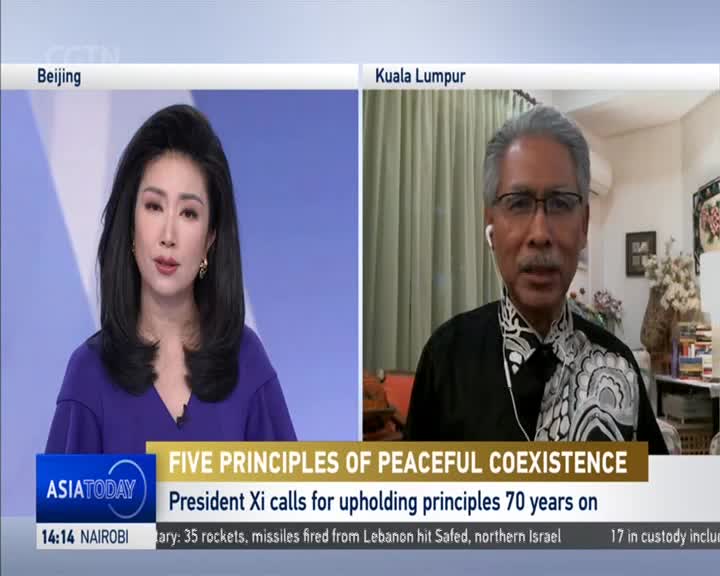 CGTN
Beijing
Kuala Lumpur
FIVE PRINCIPLES OF PEACEFUL COEXISTENCE
ASIA TODAY
President Xi calls for upholding principles 70 years on
14:14 NAIROBI
lary: 35 rockets, missiles fired from Lebanon hit Safed, northern Israel
17 in custody inclu